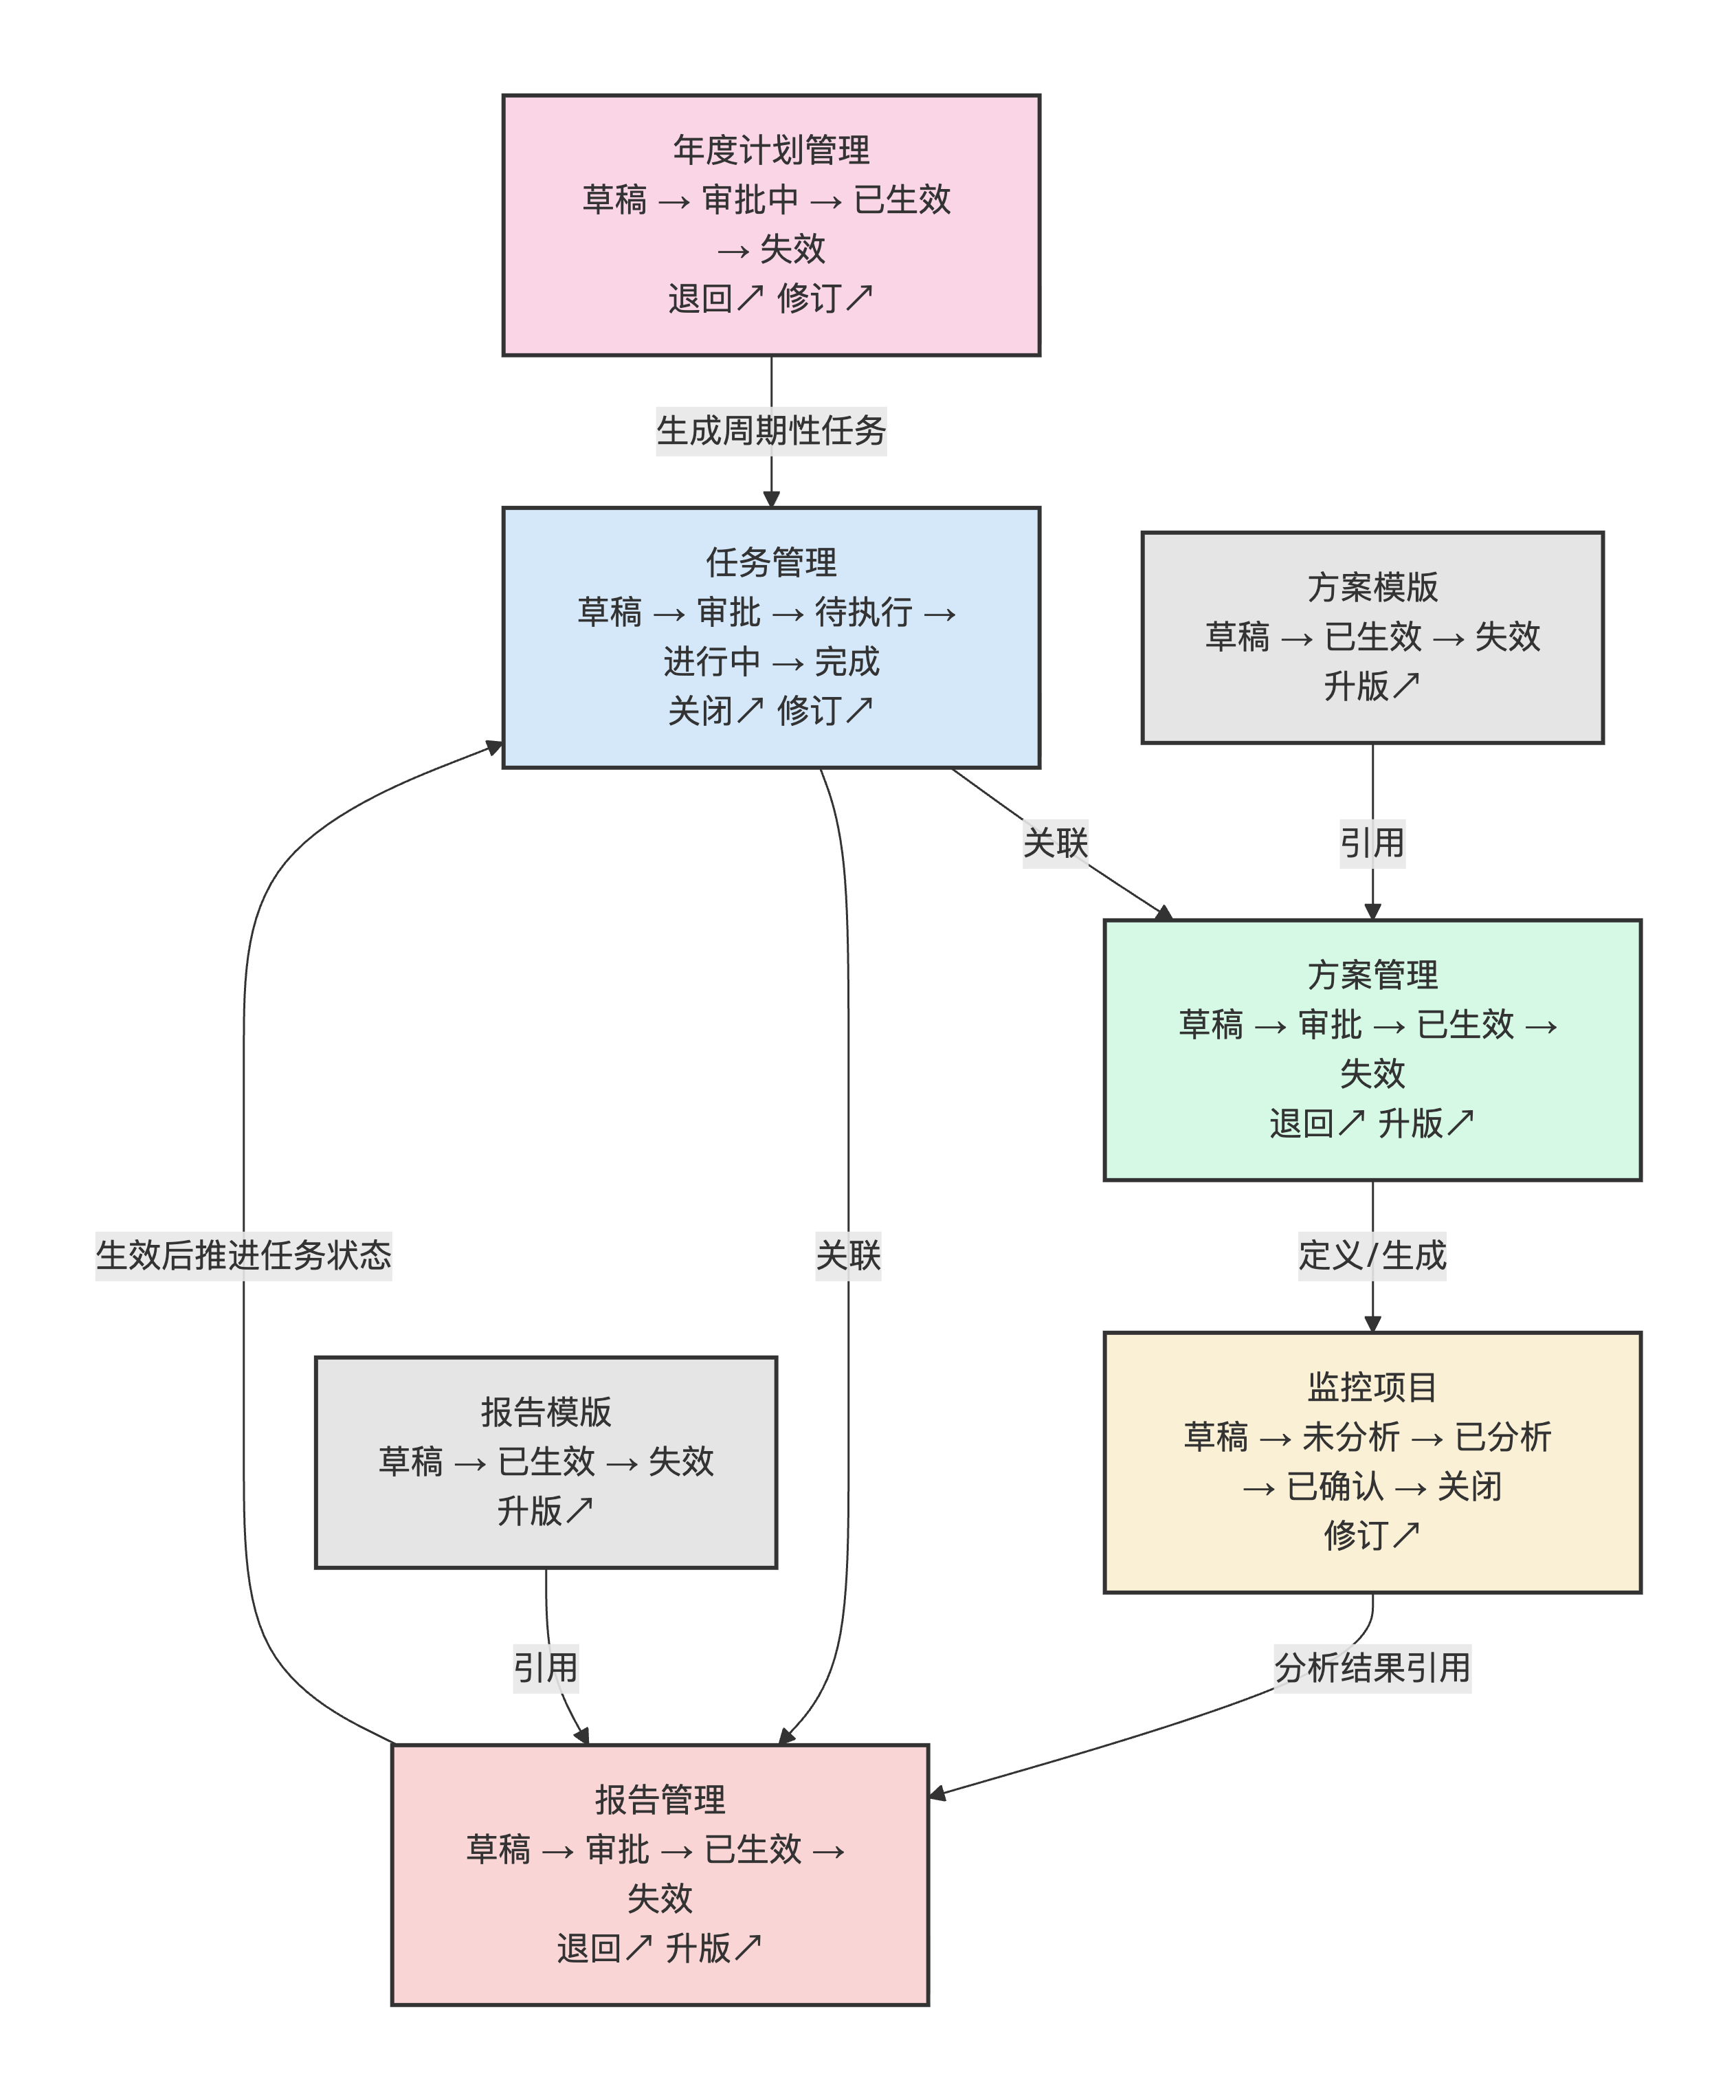 年度计划管理
草稿 → 审批中 → 已生效
→ 失效
退回↗ 修订↗
生成周期性任务
任务管理
草稿 → 审批 → 待执行 →
进行中 → 完成
关闭↗ 修订↗
方案模版
草稿 → 已生效 → 失效
升版↗
关联
引用
方案管理
草稿 → 审批 → 已生效 →
失效
退回↗ 升版↗
生效后推进任务状态
关联
定义/生成
报告模版
草稿 → 已生效 → 失效
升版↗
监控项目
草稿 → 未分析 → 已分析
→ 已确认 → 关闭
修订↗
引用
分析结果引用
报告管理
草稿 → 审批 → 已生效 →
失效
退回↗ 升版↗